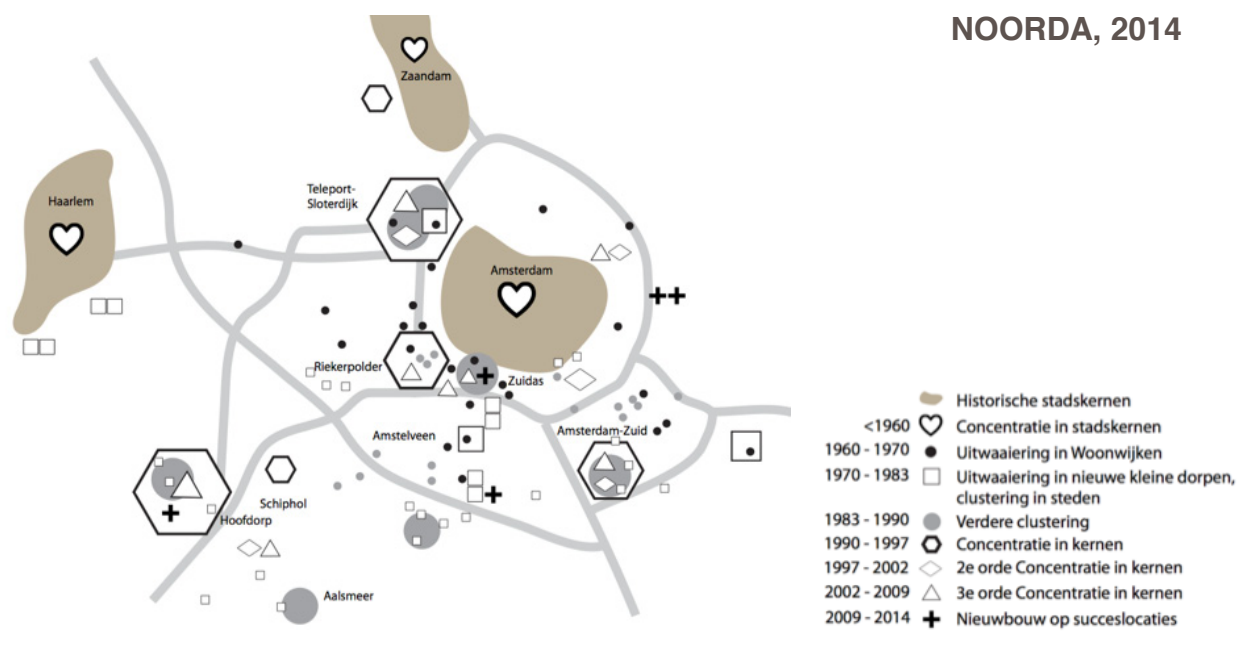 NOORDA, 2014
Zaandam
Teleport-
Sloterdijk
Haarlem
Amsterdam
Riekerpolder
Zuidas
Amstelveen
Amsterdam-Zuid
Schiphol
Hoofdorp
Aalsmeer
Historische stadskernen
<1960 Concentratie in stadskernen
1960 - 1970 Uitwaaiering in Woonwijken
1970 - 1983 Uitwaaiering in nieuwe kleine dorpen,
clustering in steden
1983 - 1990 Verdere clustering
1990 - 1997 Concentratie in kernen
1997 - 2002 2e orde Concentratie in kernen
2002 - 2009 3e orde Concentratie in kernen
2009 - 2014 Nieuwbouw op succeslocaties